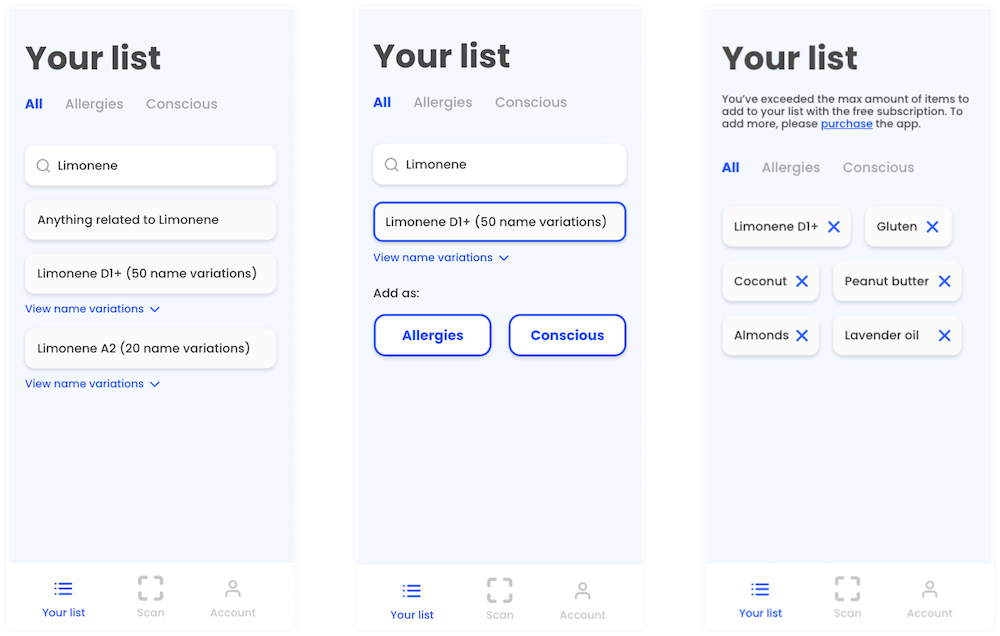 Your list
All Allergies Conscious
Limonene
Anything related to Limonene
Limonene D1+ (50 name variations)
View name variations
Limonene A2 (20 name variations)
View name variations
Your list Scan Account
Your list
All Allergies Conscious
Limonene
Limonene D1+ (50 name variations)
View name variations
Add as:
Allergies Conscious
Your list Scan Account
Your list
You’ve exceeded the max amount of items to
add to your list with the free subscription. To
add more, please purchase the app.
All Allergies Conscious
Limonene D1+ Gluten
Coconut Peanut butter
Almonds Lavender oil
Your list Scan Account